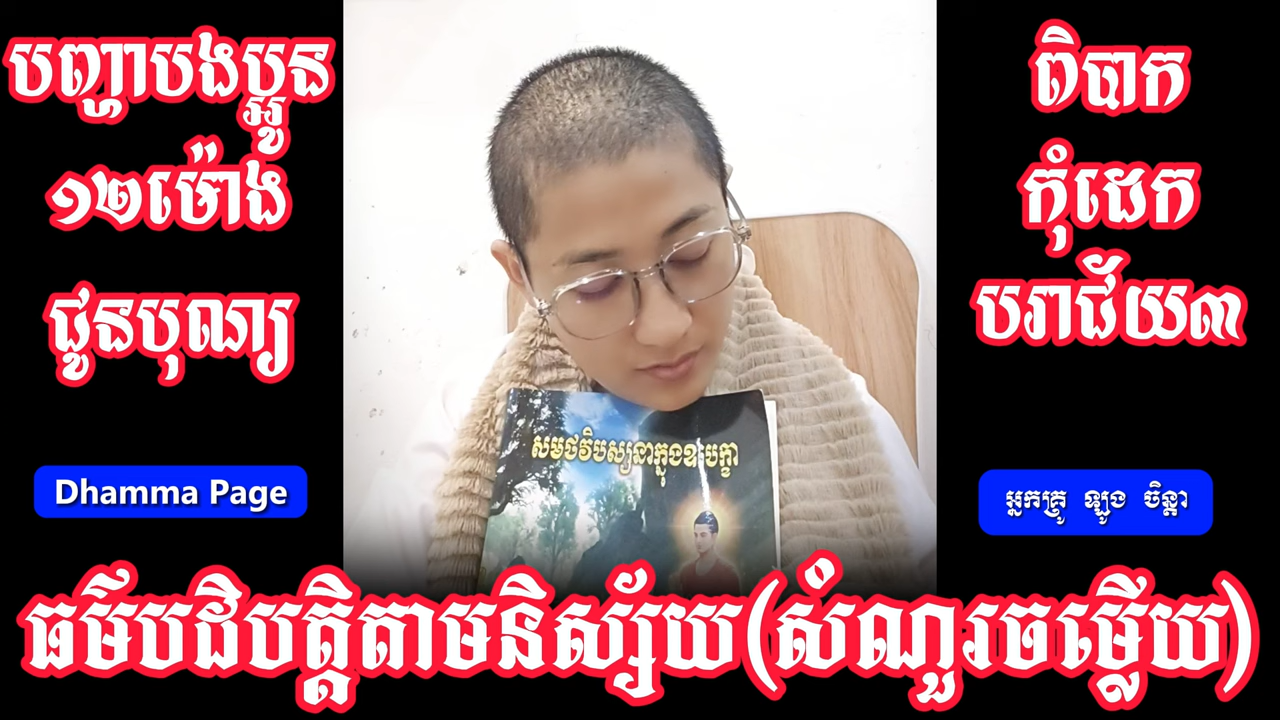 បញ្ហាបងប្អូន
១២ម៉ោង
ជូនបុណ្យ
ពិបាក
កុំដេក
បរាជ័យ៣
សមថវិបស្សនាក្នុងឧបេក្ខា
Dhamma Page
អ្នកគ្រូ ឡុង ចិន្តា
ធម៌បដិបត្តិតាមនិស្ស័យ(សំណួរចម្លើយ)